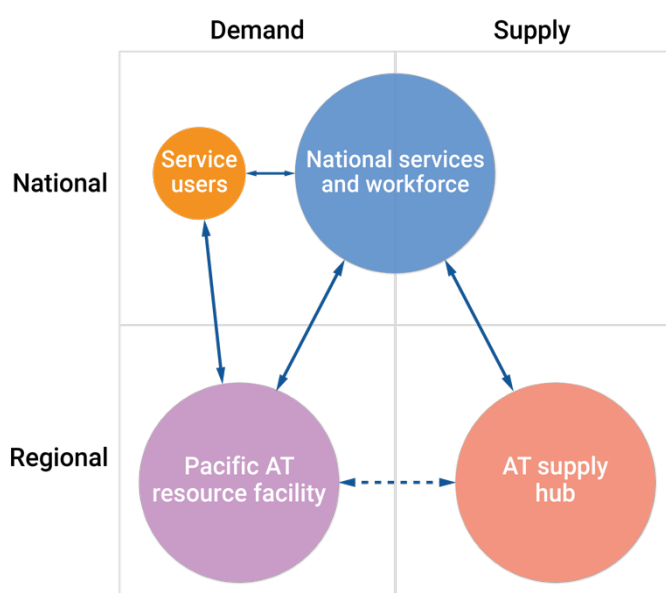 Demand
Supply
National
Service
users
National services
and workforce
Regional
Pacific AT
resource facility
AT supply
hub